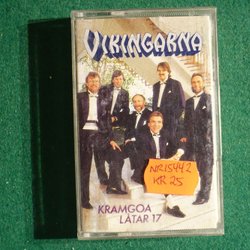 VIKINGARNA
NR15442
KR 25
KRAMGOA
LÅTAR 17